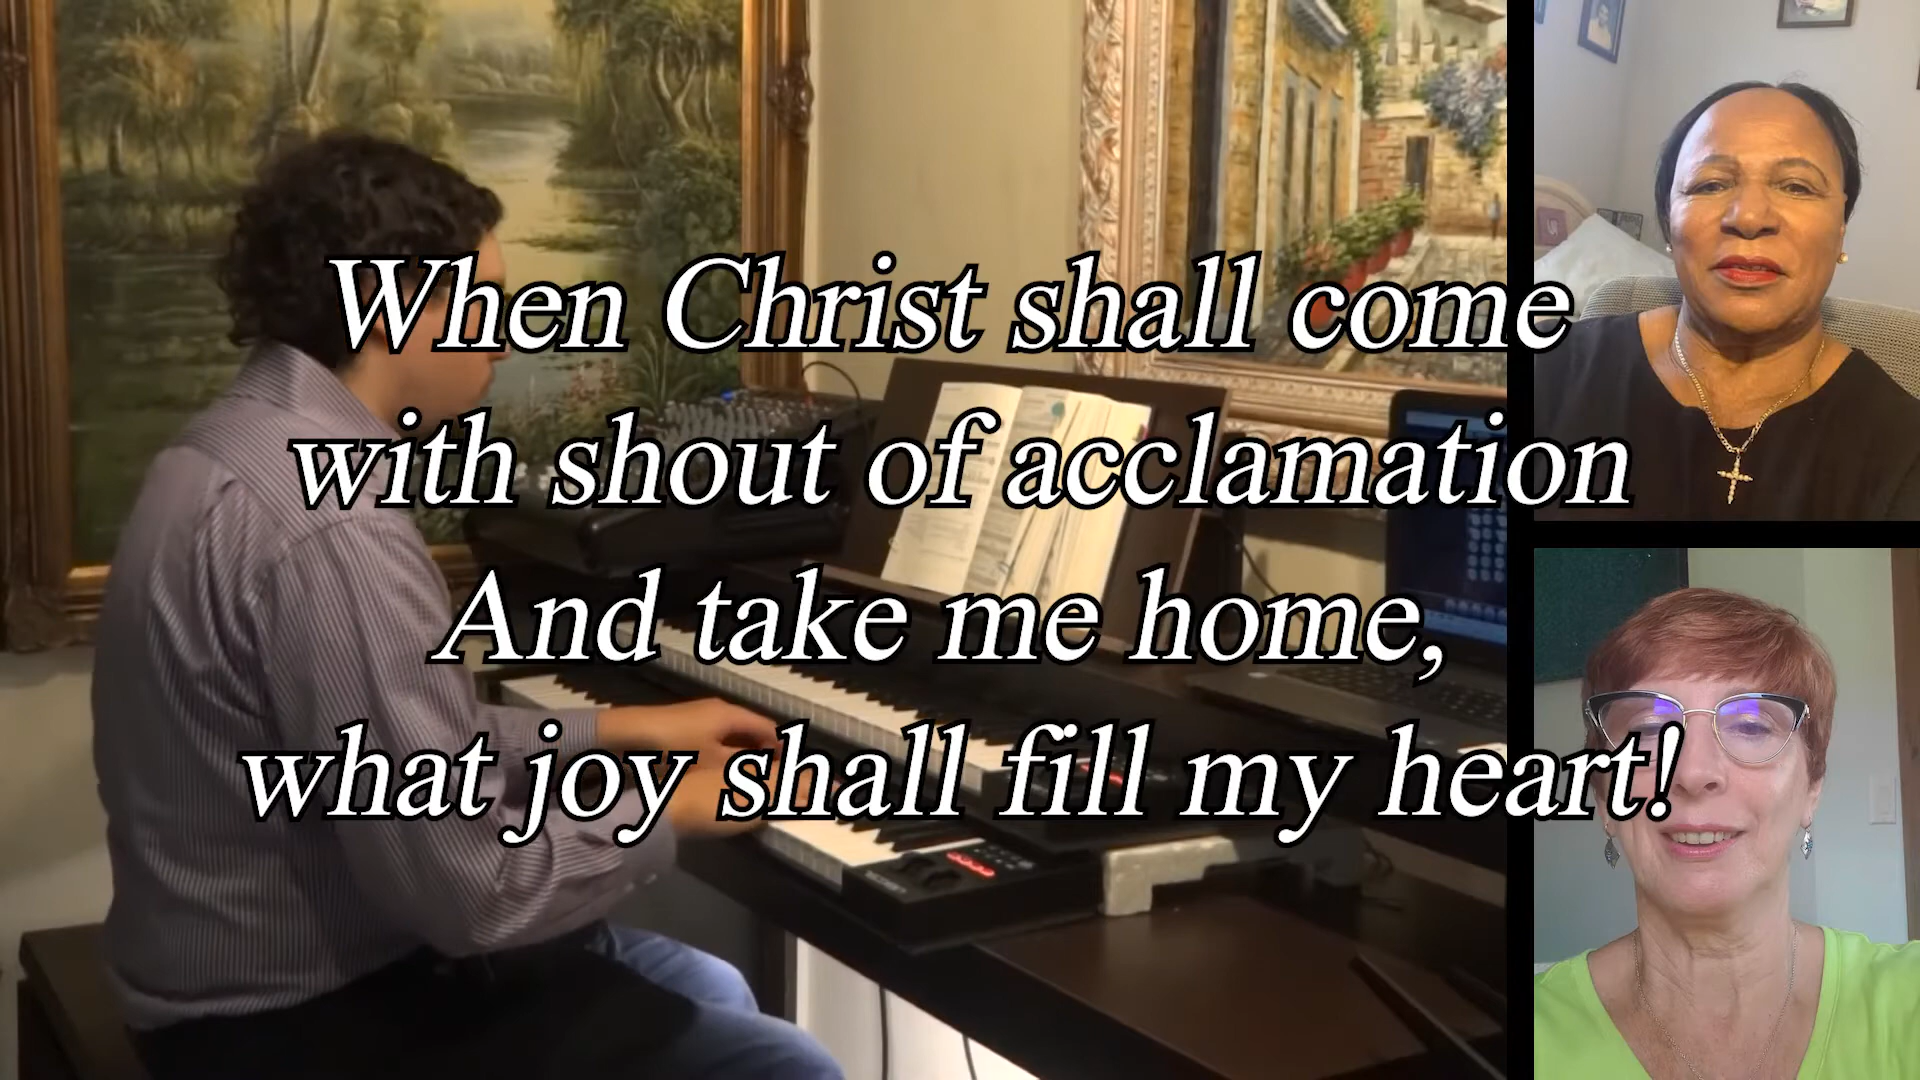 When Christ shall come
with shout of acclamation
And take me home,
what joy shall fill my heart!